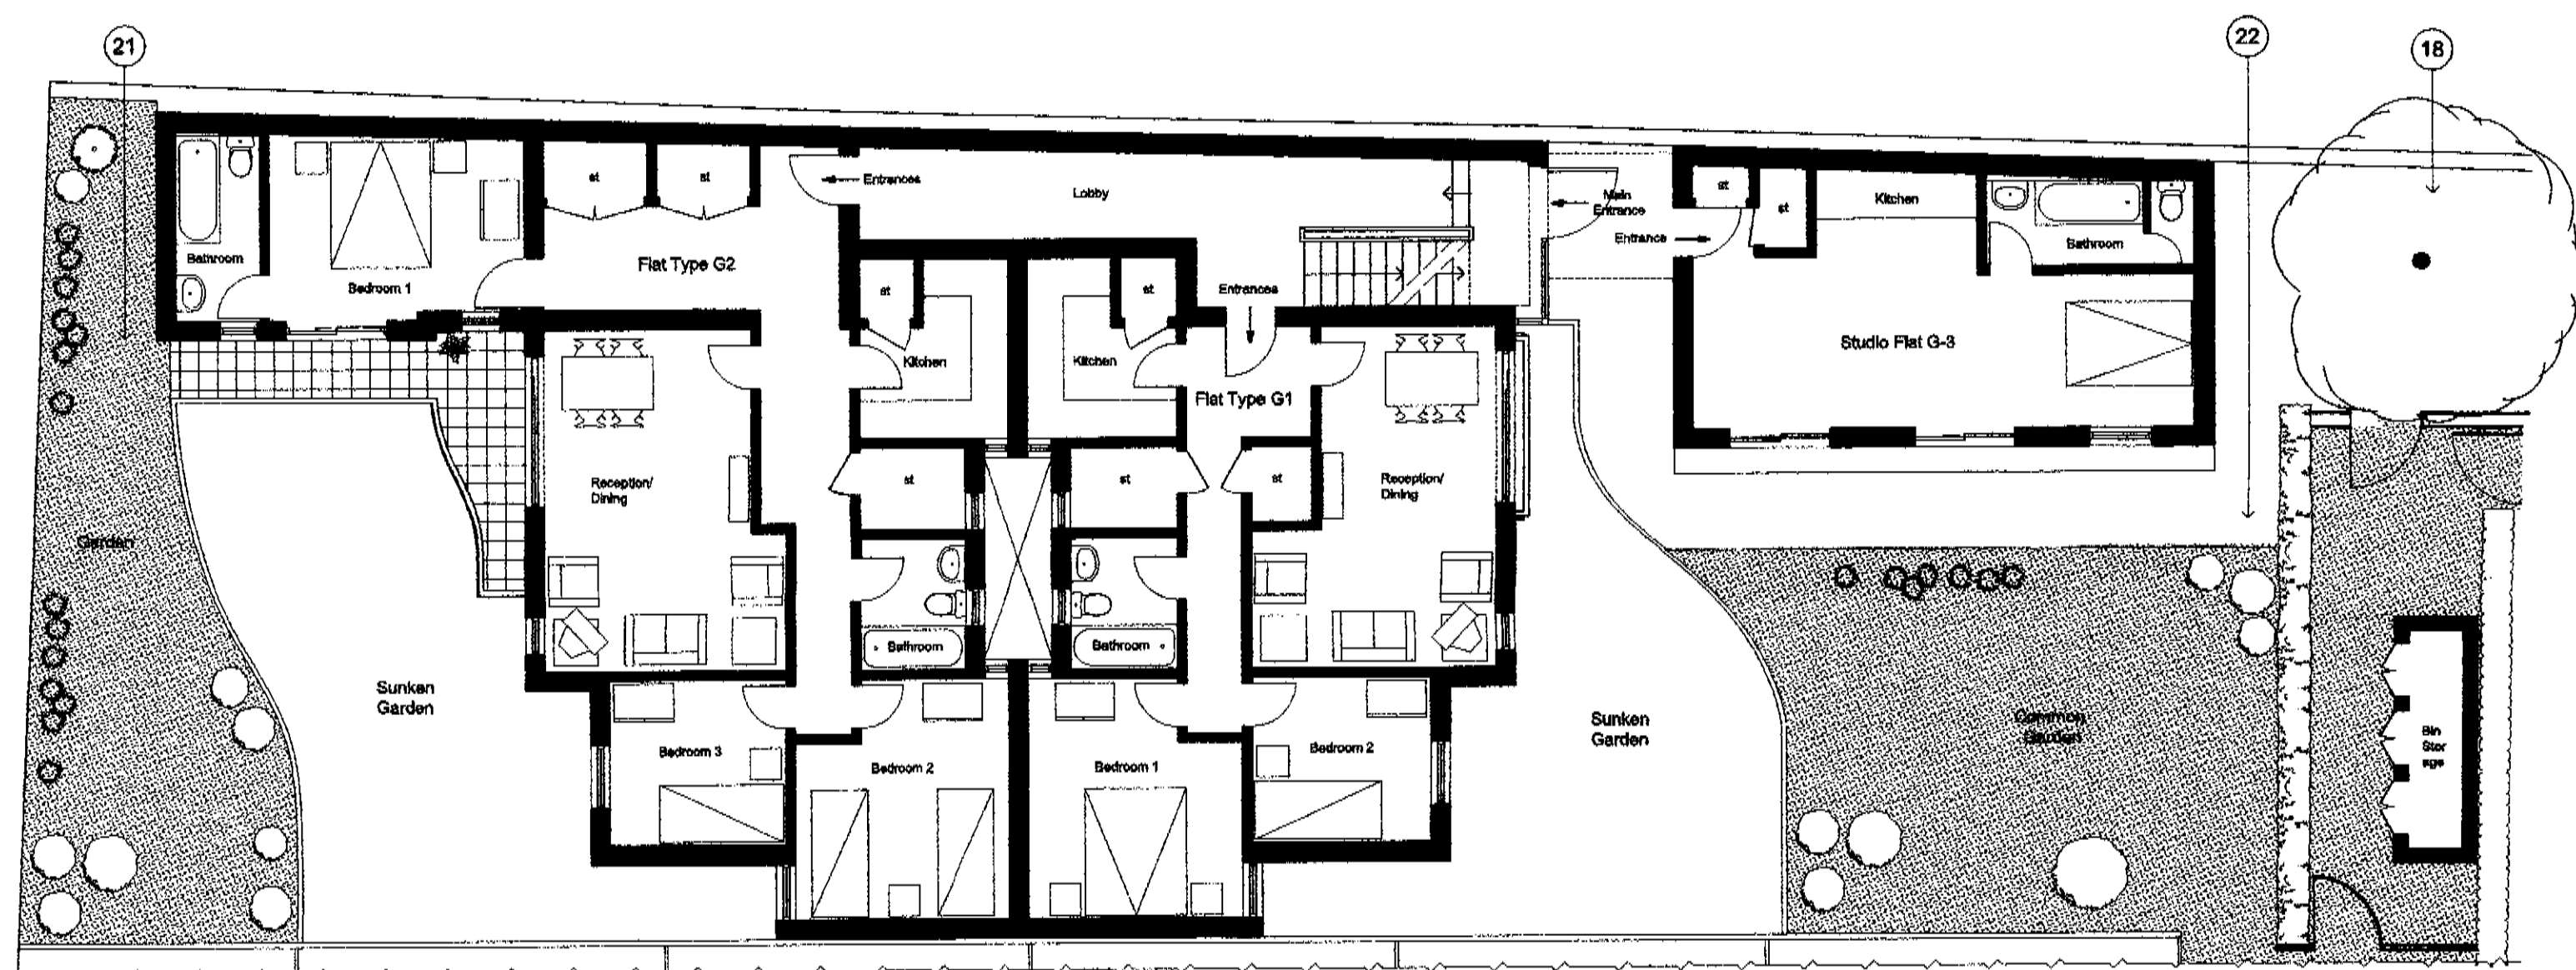 21
22
18
st
st
Entrances
Lobby
Main
Entrance
Entrance
st
st
Kitchen
Bathroom
Bathroom
Bedroom 1
Flat Type G2
st
Kitchen
st
Kitchen
Entrances
Flat Type G1
Studio Flat G-3
Reception/
Dining
st
st
st
Reception/
Dining
Garden
Bathroom
Bathroom
Sunken
Garden
Bedroom 3
Bedroom 2
Bedroom 1
Bedroom 2
Sunken
Garden
Common
Garden
Bin
Stor
age